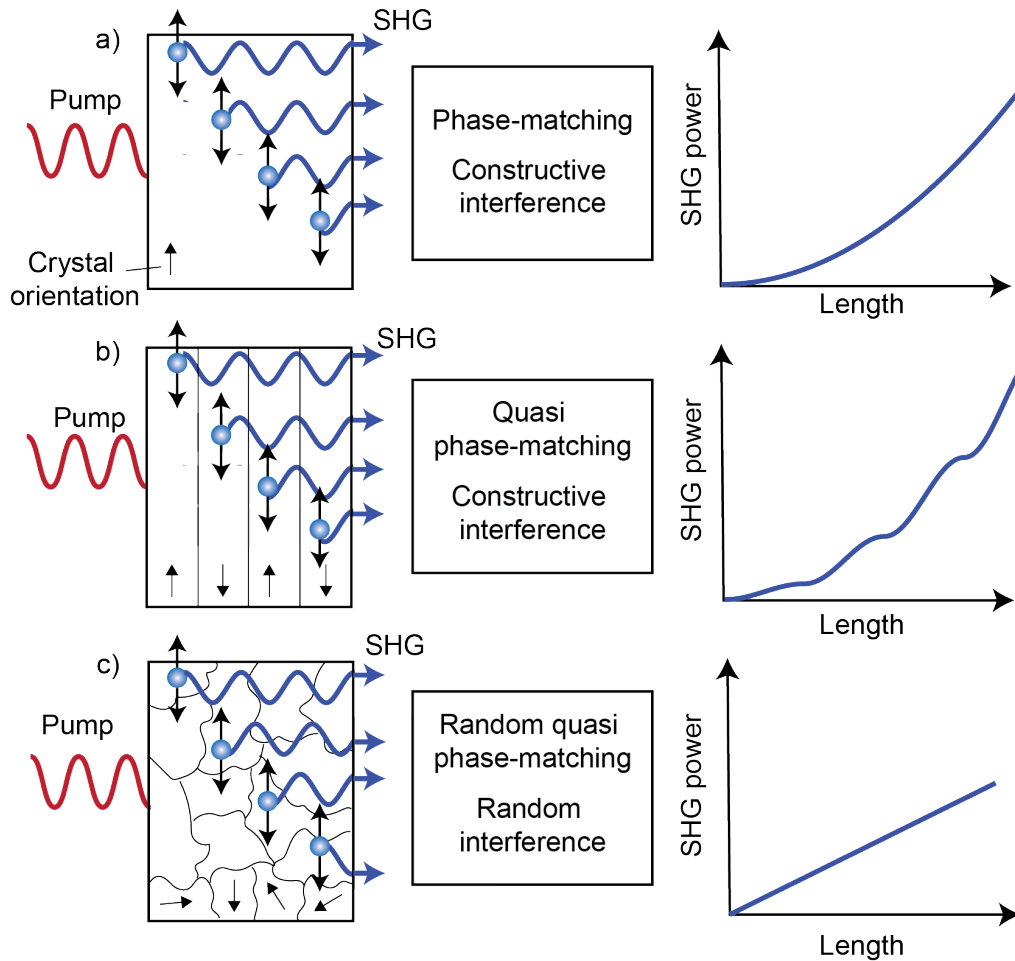 a)
SHG
Pump
Crystal
orientation
Phase-matching
Constructive
interference
SHG power
Length
b)
SHG
Pump
Quasi
phase-matching
Constructive
interference
SHG power
Length
c)
SHG
Pump
Random quasi
phase-matching
Random
interference
SHG power
Length